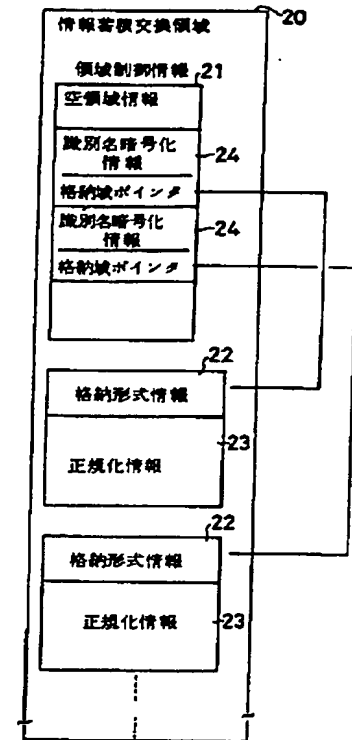 20
情報蓄積交換領域
領域制御情報 21
空領域情報
識別名暗号化
情報
24
格納域ポインタ
識別名暗号化
情報
24
格納域ポインタ
22
格納形式情報
正規化情報
23
22
格納形式情報
正規化情報
23